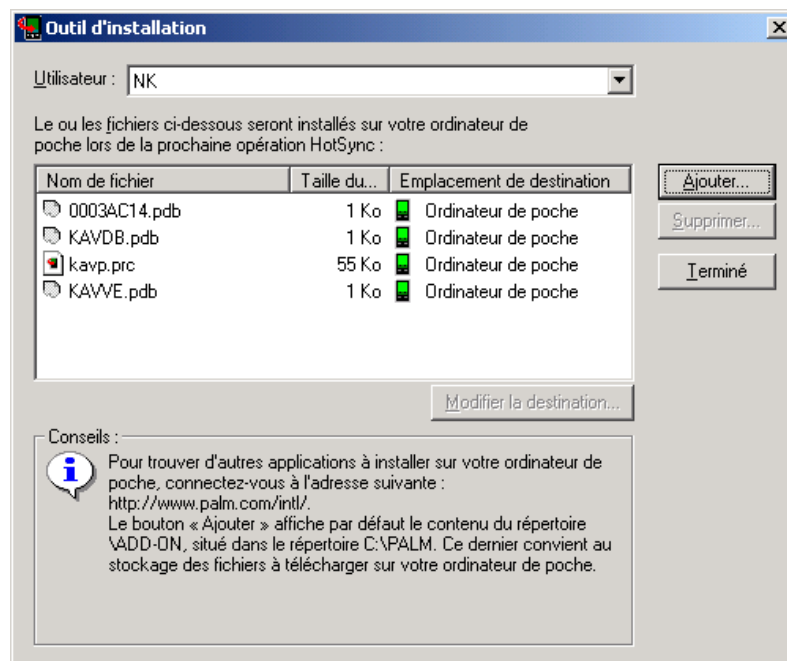 Outil d'installation
Utilisateur : NK
Le ou les fichiers ci-dessous seront installés sur votre ordinateur de
poche lors de la prochaine opération HotSync :
Nom de fichier Taille du... Emplacement de destination
0003AC14.pdb 1 Ko Ordinateur de poche
KAVDB.pdb 1 Ko Ordinateur de poche
kavp.prc 55 Ko Ordinateur de poche
KAVVE.pdb 1 Ko Ordinateur de poche
Ajouter...
Supprimer...
Terminé
Modifier la destination...
Conseils :
Pour trouver d'autres applications à installer sur votre ordinateur de
poche, connectez-vous à l'adresse suivante :
http://www.palm.com/intl/.
Le bouton « Ajouter » affiche par défaut le contenu du répertoire
\ADD-ON, situé dans le répertoire C:\PALM. Ce dernier convient au
stockage des fichiers à télécharger sur votre ordinateur de poche.